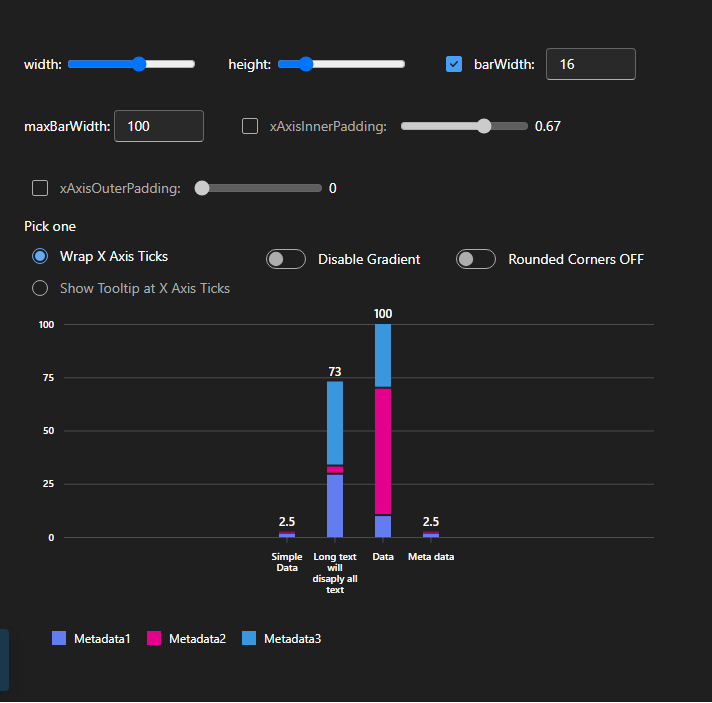 width: height: barWidth: 16
maxBarWidth: 100 xAxisInnerPadding: 0.67
xAxisOuterPadding: 0
Pick one
Wrap X Axis Ticks Disable Gradient Rounded Corners OFF
Show Tooltip at X Axis Ticks
100
100
73
75
50
25
2.5 2.5
0
Simple Long text Data Meta data
Data will
disaply all
text
Metadata1 Metadata2 Metadata3